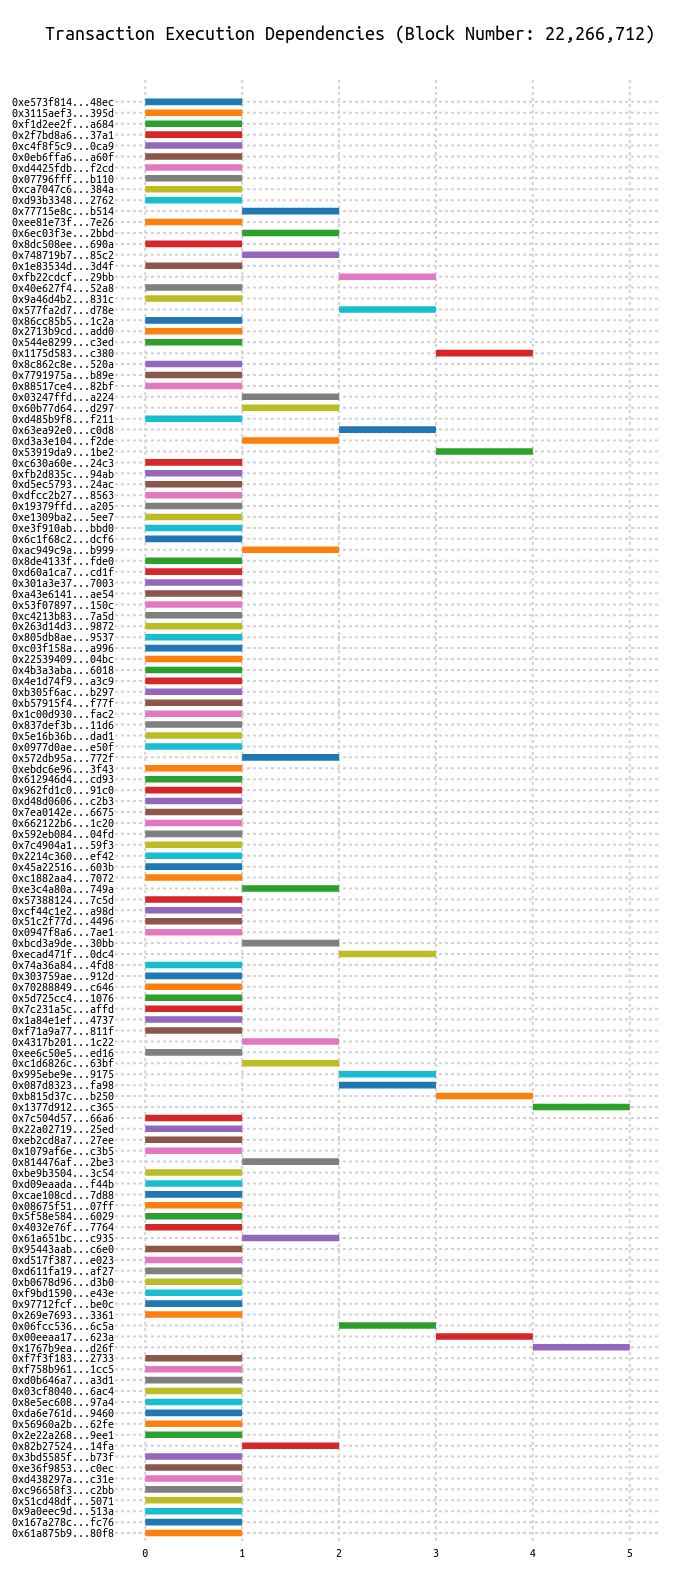 Transaction Execution Dependencies (Block Number: 22,266,712)
0xe573f814...48ec
0x3115aef3...395d
0xf1d2ee2f...a684
0x2f7bd8a6...37a1
0xc4f8f5c9...0ca9
0x0eb6ffa6...a60f
0xd4425fdb...f2cd
0x07796fff...b110
0xca7047c6...384a
0xd93b3348...2762
0x77715e8c...b514
0xee81e73f...7e26
0x6ec03f3e...2bbd
0x8dc508ee...690a
0x748719b7...85c2
0x1e83534d...3d4f
0xfb22cdcf...29bb
0x40e627f4...52a8
0x9a46d4b2...831c
0x577fa2d7...d78e
0x86cc85b5...1c2a
0x2713b9cd...add0
0x544e8299...c3ed
0x1175d583...c380
0x8c862c8e...520a
0x7791975a...b89e
0x88517ce4...82bf
0x03247ffd...a224
0x60b77d64...d297
0xd485b9f8...f211
0x63ea92e0...c0d8
0xd3a3e104...f2de
0x53919da9...1be2
0xc630a60e...24c3
0xfb2d835c...94ab
0xd5ec5793...24ac
0xdfcc2b27...8563
0x19379ffd...a205
0xe1309ba2...5ee7
0xe3f910ab...bbd0
0x6c1f68c2...dcf6
0xac949c9a...b999
0x8de4133f...fde0
0xd60a1ca7...cd1f
0x301a3e37...7003
0xa43e6141...ae54
0x53f07897...150c
0xc4213b83...7a5d
0x263d14d3...9872
0x805db8ae...9537
0xc03f158a...a996
0x22539409...04bc
0x4b3a3aba...6018
0x4e1d74f9...a3c9
0xb305f6ac...b297
0xb57915f4...f77f
0x1c00d930...fac2
0x837def3b...11d6
0x5e16b36b...dad1
0x0977d0ae...e50f
0x572db95a...772f
0xebdc6e96...3f43
0x612946d4...cd93
0x962fd1c0...91c0
0xd48d0606...c2b3
0x7ea0142e...6675
0x662122b6...1c20
0x592eb084...04fd
0x7c4904a1...59f3
0x2214c360...ef42
0x45a22516...603b
0xc1882aa4...7072
0xe3c4a80a...749a
0x57388124...7c5d
0xcf44c1e2...a98d
0x51c2f77d...4496
0x0947f8a6...7ae1
0xbcd3a9de...30bb
0xecad471f...0dc4
0x74a36a84...4fd8
0x303759ae...912d
0x70288849...c646
0x5d725cc4...1076
0x7c231a5c...affd
0x1a84e1ef...4737
0xf71a9a77...811f
0x4317b201...1c22
0xee6c50e5...ed16
0xc1d6826c...63bf
0x995ebe9e...9175
0x087d8323...fa98
0xb815d37c...b250
0x1377d912...c365
0x7c504d57...66a6
0x22a02719...25ed
0xeb2cd8a7...27ee
0x1079af6e...c3b5
0x814476af...2be3
0xbe9b3504...3c54
0xd09eaada...f44b
0xcae108cd...7d88
0x08675f51...07ff
0x5f58e584...6029
0x4032e76f...7764
0x61a651bc...c935
0x95443aab...c6e0
0xd517f387...e023
0xd611fa19...af27
0xb0678d96...d3b0
0xf9bd1590...e43e
0x97712fcf...be0c
0x269e7693...3361
0x06fcc536...6c5a
0x00eeaa17...623a
0x1767b9ea...d26f
0xf7f3f183...2733
0xf758b961...1cc5
0xd0b646a7...a3d1
0x03cf8040...6ac4
0x8e5ec608...97a4
0xda6e761d...9460
0x56960a2b...62fe
0x2e22a268...9ee1
0x82b27524...14fa
0x3bd5585f...b73f
0xe36f9853...c0ec
0xd438297a...c31e
0xc96658f3...c2bb
0x51cd48df...5071
0x9a0eec9d...513a
0x167a278c...fc76
0x61a875b9...80f8
0 1 2 3 4 5